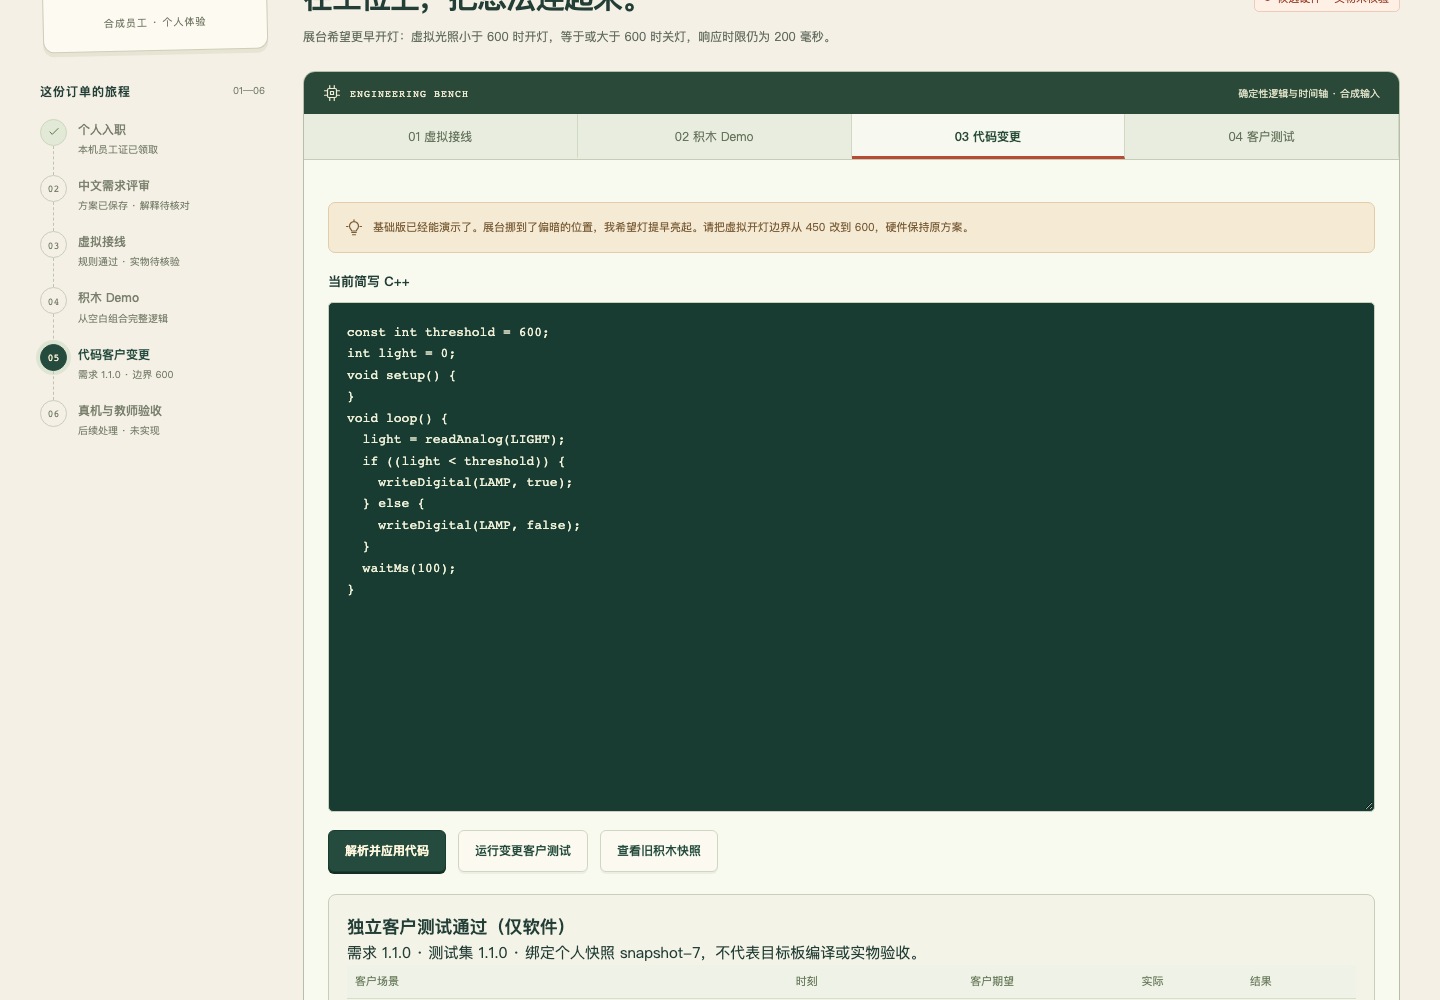 合成员工 · 个人体验
在工位上，把想法连起来。
展台希望更早开灯：虚拟光照小于 600 时开灯，等于或大于 600 时关灯，响应时限仍为 200 毫秒。
这份订单的旅程
01—06
个人入职
本机员工证已领取
02
中文需求评审
方案已保存 · 解释待核对
03
虚拟接线
规则通过 · 实物待核验
04
积木 Demo
从空白组合完整逻辑
05
代码客户变更
需求 1.1.0 · 边界 600
06
真机与教师验收
后续处理 · 未实现
ENGINEERING BENCH
确定性逻辑与时间轴 · 合成输入
01 虚拟接线
02 积木 Demo
03 代码变更
04 客户测试
基础版已经能演示了。展台挪到了偏暗的位置，我希望灯提早亮起。请把虚拟开灯边界从 450 改到 600，硬件保持原方案。
当前简写 C++
const int threshold = 600;
int light = 0;
void setup() {
}
void loop() {
  light = readAnalog(LIGHT);
  if ((light < threshold)) {
    writeDigital(LAMP, true);
  } else {
    writeDigital(LAMP, false);
  }
  waitMs(100);
}
解析并应用代码
运行变更客户测试
查看旧积木快照
独立客户测试通过（仅软件）
需求 1.1.0 · 测试集 1.1.0 · 绑定个人快照 snapshot-7，不代表目标板编译或实物验收。
客户场景
时刻
客户期望
实际
结果